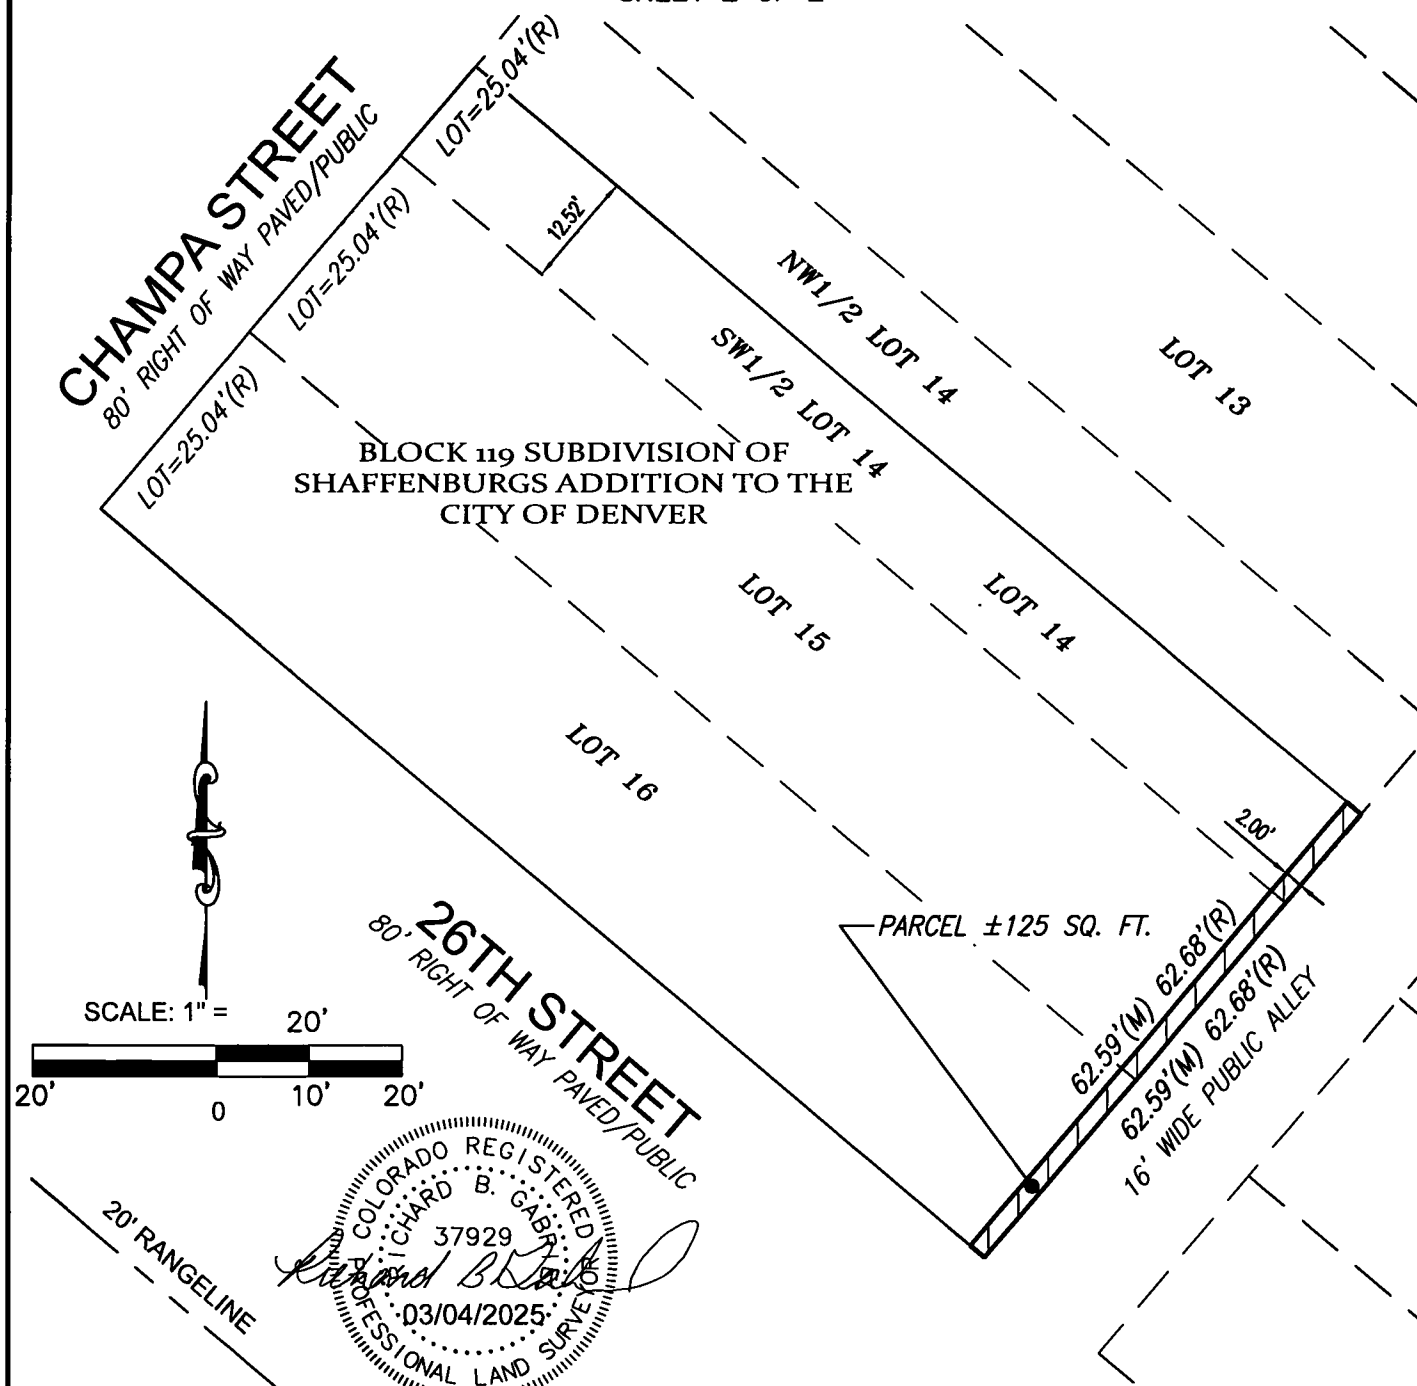 CHAMPA STREET
80' RIGHT OF WAY PAVED/PUBLIC
LOT=25.04'(R)
LOT=25.04'(R)
LOT=25.04'(R)
12.52'
NW1/2 LOT 14
SW1/2 LOT 14
LOT 13
BLOCK 119 SUBDIVISION OF
SHAFFENBURGS ADDITION TO THE
CITY OF DENVER
LOT 14
LOT 15
LOT 16
2.00'
PARCEL ±125 SQ. FT.
62.59'(M) 62.68'(R)
62.59'(M) 62.68'(R)
16' WIDE PUBLIC ALLEY
26TH STREET
80' RIGHT OF WAY PAVED/PUBLIC
SCALE: 1" = 20'
20' 0 10' 20'
20' RANGELINE
COLORADO REGISTERED
RICHARD B. GABRIEL
37929
03/04/2025
PROFESSIONAL LAND SURVEYOR